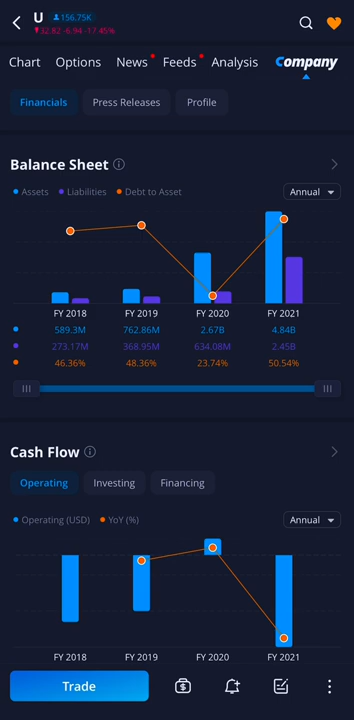 U 156.75K
32.82 -6.94 -17.45%
Chart Options News Feeds Analysis Company
Financials Press Releases Profile
Balance Sheet
Assets Liabilities Debt to Asset Annual
FY 2018 FY 2019 FY 2020 FY 2021
589.3M 762.86M 2.67B 4.84B
273.17M 368.95M 634.08M 2.45B
46.36% 48.36% 23.74% 50.54%
Cash Flow
Operating Investing Financing
Operating (USD) YoY (%) Annual
FY 2018 FY 2019 FY 2020 FY 2021
Trade